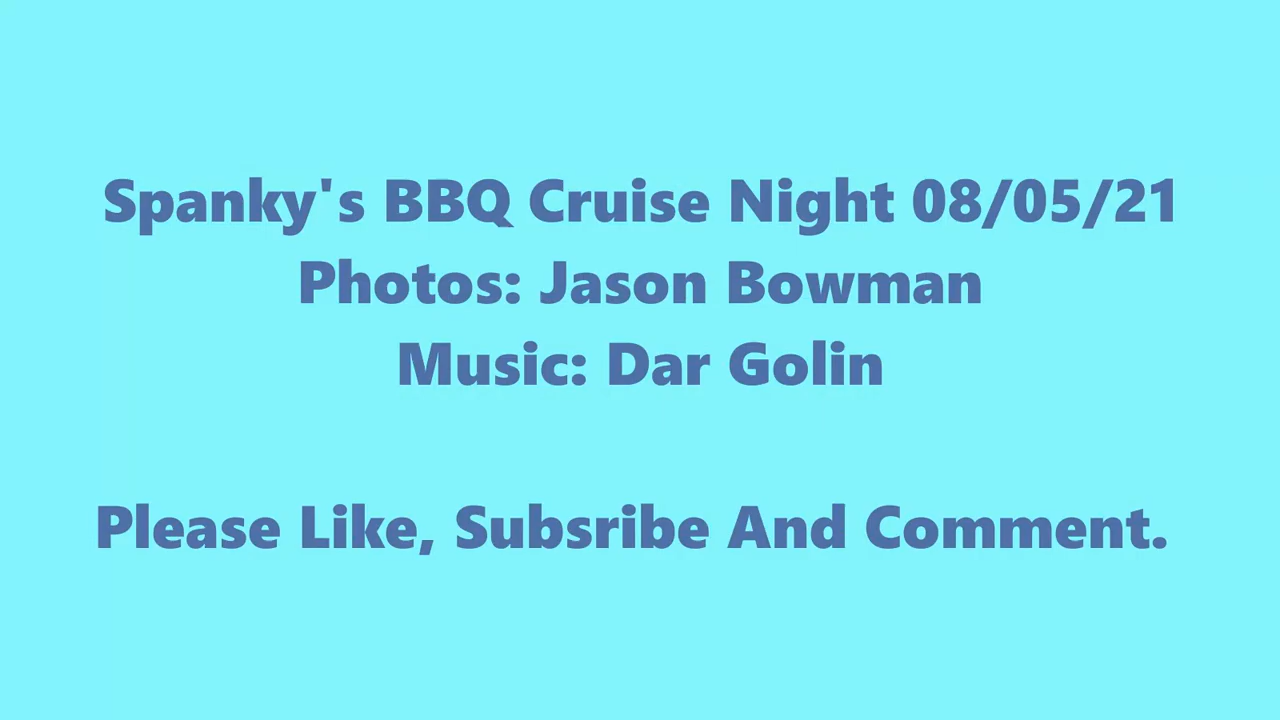 Spanky's BBQ Cruise Night 08/05/21
Photos: Jason Bowman
Music: Dar Golin
Please Like, Subsribe And Comment.